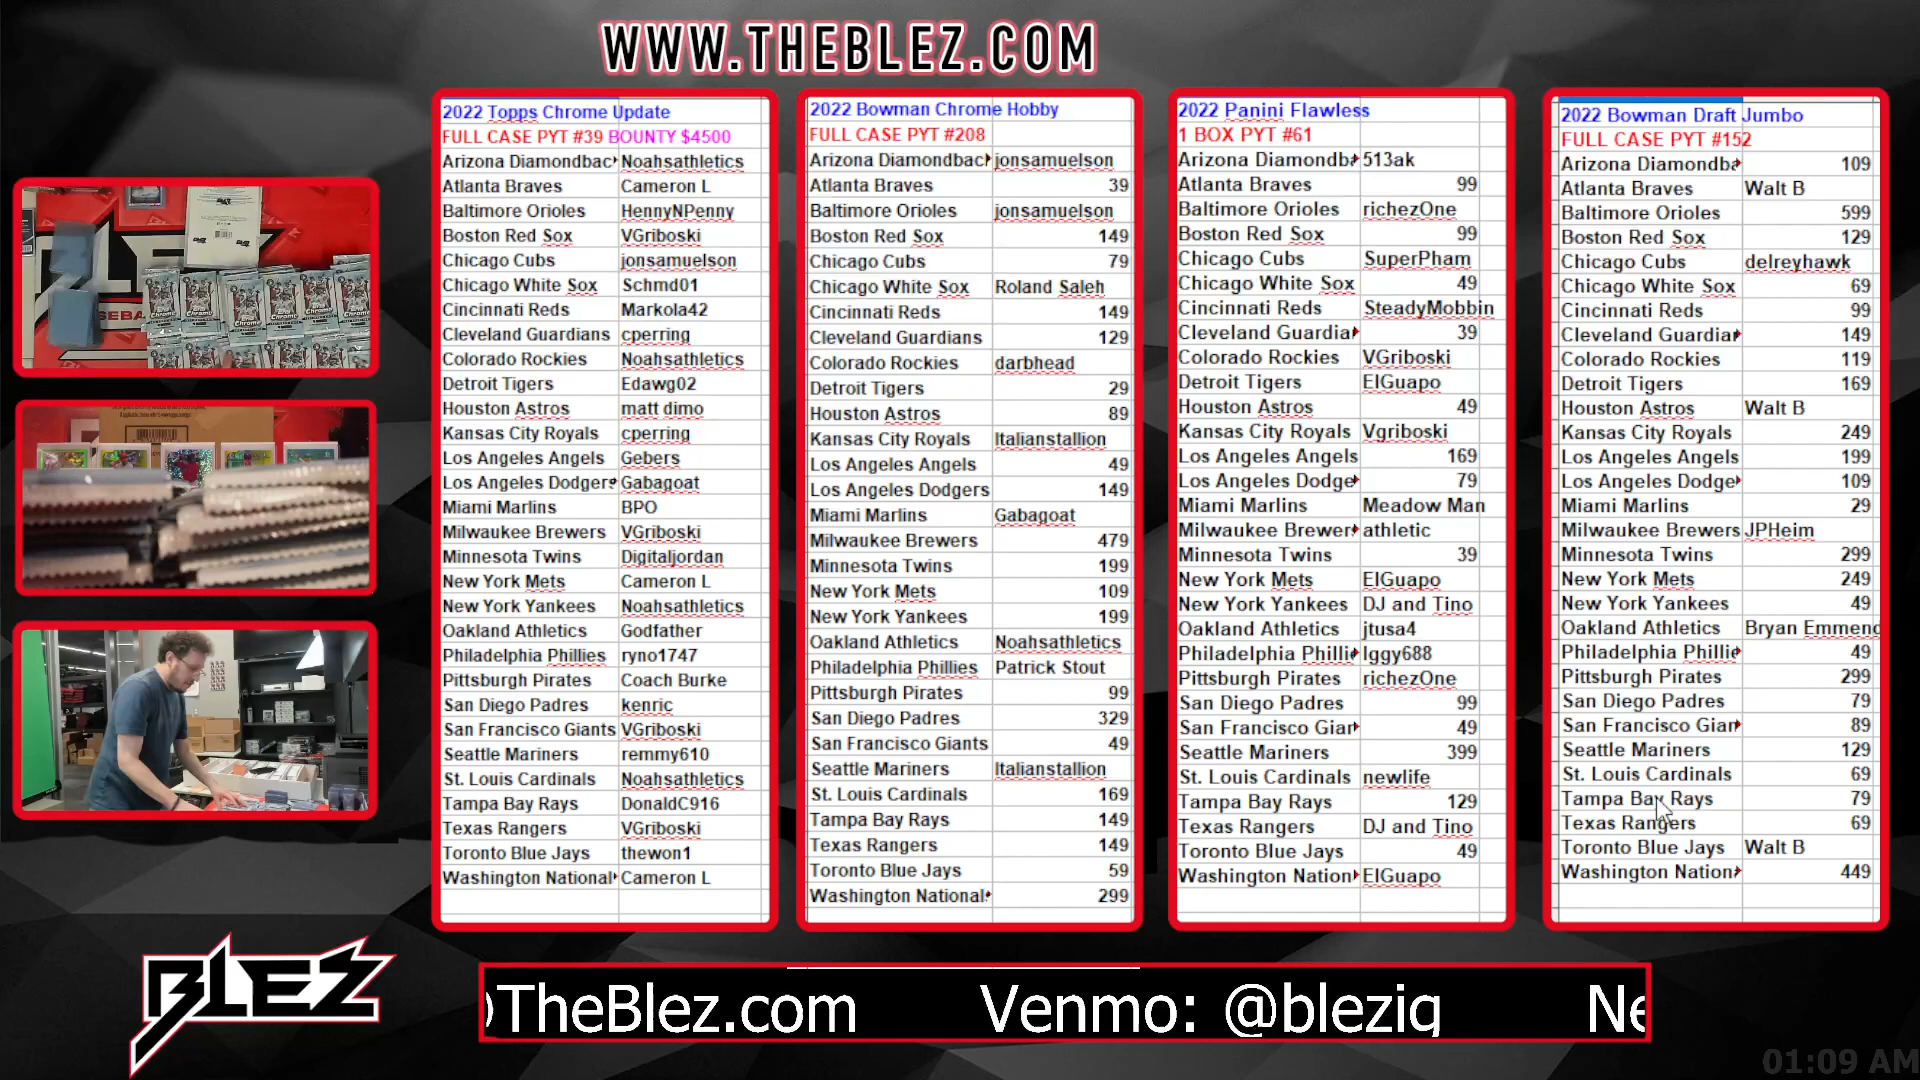 WWW.THEBLEZ.COM
2022 Topps Chrome Update
FULL CASE PYT #39 BOUNTY $4500
Arizona Diamondbac Noahsathletics
Atlanta Braves Cameron L
Baltimore Orioles HennyNPenny
Boston Red Sox VGriboski
Chicago Cubs jonsamuelson
Chicago White Sox Schmd01
Cincinnati Reds Markola42
Cleveland Guardians cperring
Colorado Rockies Noahsathletics
Detroit Tigers Edawg02
Houston Astros matt dimo
Kansas City Royals cperring
Los Angeles Angels Gebers
Los Angeles Dodgers Gabagoat
Miami Marlins BPO
Milwaukee Brewers VGriboski
Minnesota Twins Digitaljordan
New York Mets Cameron L
New York Yankees Noahsathletics
Oakland Athletics Godfather
Philadelphia Phillies ryno1747
Pittsburgh Pirates Coach Burke
San Diego Padres kenric
San Francisco Giants VGriboski
Seattle Mariners remmy610
St. Louis Cardinals Noahsathletics
Tampa Bay Rays DonaldC916
Texas Rangers VGriboski
Toronto Blue Jays thewon1
Washington National Cameron L
2022 Bowman Chrome Hobby
FULL CASE PYT #208
Arizona Diamondback jonsamuelson
Atlanta Braves 39
Baltimore Orioles jonsamuelson
Boston Red Sox 149
Chicago Cubs 79
Chicago White Sox Roland Saleh
Cincinnati Reds 149
Cleveland Guardians 129
Colorado Rockies darbhead
Detroit Tigers 29
Houston Astros 89
Kansas City Royals Italianstallion
Los Angeles Angels 49
Los Angeles Dodgers 149
Miami Marlins Gabagoat
Milwaukee Brewers 479
Minnesota Twins 199
New York Mets 109
New York Yankees 199
Oakland Athletics Noahsathletics
Philadelphia Phillies Patrick Stout
Pittsburgh Pirates 99
San Diego Padres 329
San Francisco Giants 49
Seattle Mariners Italianstallion
St. Louis Cardinals 169
Tampa Bay Rays 149
Texas Rangers 149
Toronto Blue Jays 59
Washington National 299
2022 Panini Flawless
1 BOX PYT #61
Arizona Diamondba 513ak
Atlanta Braves 99
Baltimore Orioles richezOne
Boston Red Sox 99
Chicago Cubs SuperPham
Chicago White Sox 49
Cincinnati Reds SteadyMobbin
Cleveland Guardia 39
Colorado Rockies VGriboski
Detroit Tigers ElGuapo
Houston Astros 49
Kansas City Royals Vgriboski
Los Angeles Angels 169
Los Angeles Dodge 79
Miami Marlins Meadow Man
Milwaukee Brewer athletic
Minnesota Twins 39
New York Mets ElGuapo
New York Yankees DJ and Tino
Oakland Athletics jtusa4
Philadelphia Phillie Iggy688
Pittsburgh Pirates richezOne
San Diego Padres 99
San Francisco Giar 49
Seattle Mariners 399
St. Louis Cardinals newlife
Tampa Bay Rays 129
Texas Rangers DJ and Tino
Toronto Blue Jays 49
Washington Nation ElGuapo
2022 Bowman Draft Jumbo
FULL CASE PYT #152
Arizona Diamondba 109
Atlanta Braves Walt B
Baltimore Orioles 599
Boston Red Sox 129
Chicago Cubs delreyhawk
Chicago White Sox 69
Cincinnati Reds 99
Cleveland Guardiar 149
Colorado Rockies 119
Detroit Tigers 169
Houston Astros Walt B
Kansas City Royals 249
Los Angeles Angels 199
Los Angeles Dodge 109
Miami Marlins 29
Milwaukee Brewers JPHeim
Minnesota Twins 299
New York Mets 249
New York Yankees 49
Oakland Athletics Bryan Emmend
Philadelphia Phillie 49
Pittsburgh Pirates 299
San Diego Padres 79
San Francisco Giar 89
Seattle Mariners 129
St. Louis Cardinals 69
Tampa Bay Rays 79
Texas Rangers 69
Toronto Blue Jays Walt B
Washington Nation 449
BLEZ
TheBlez.com Venmo: @bleziq Ne
01:09 AM